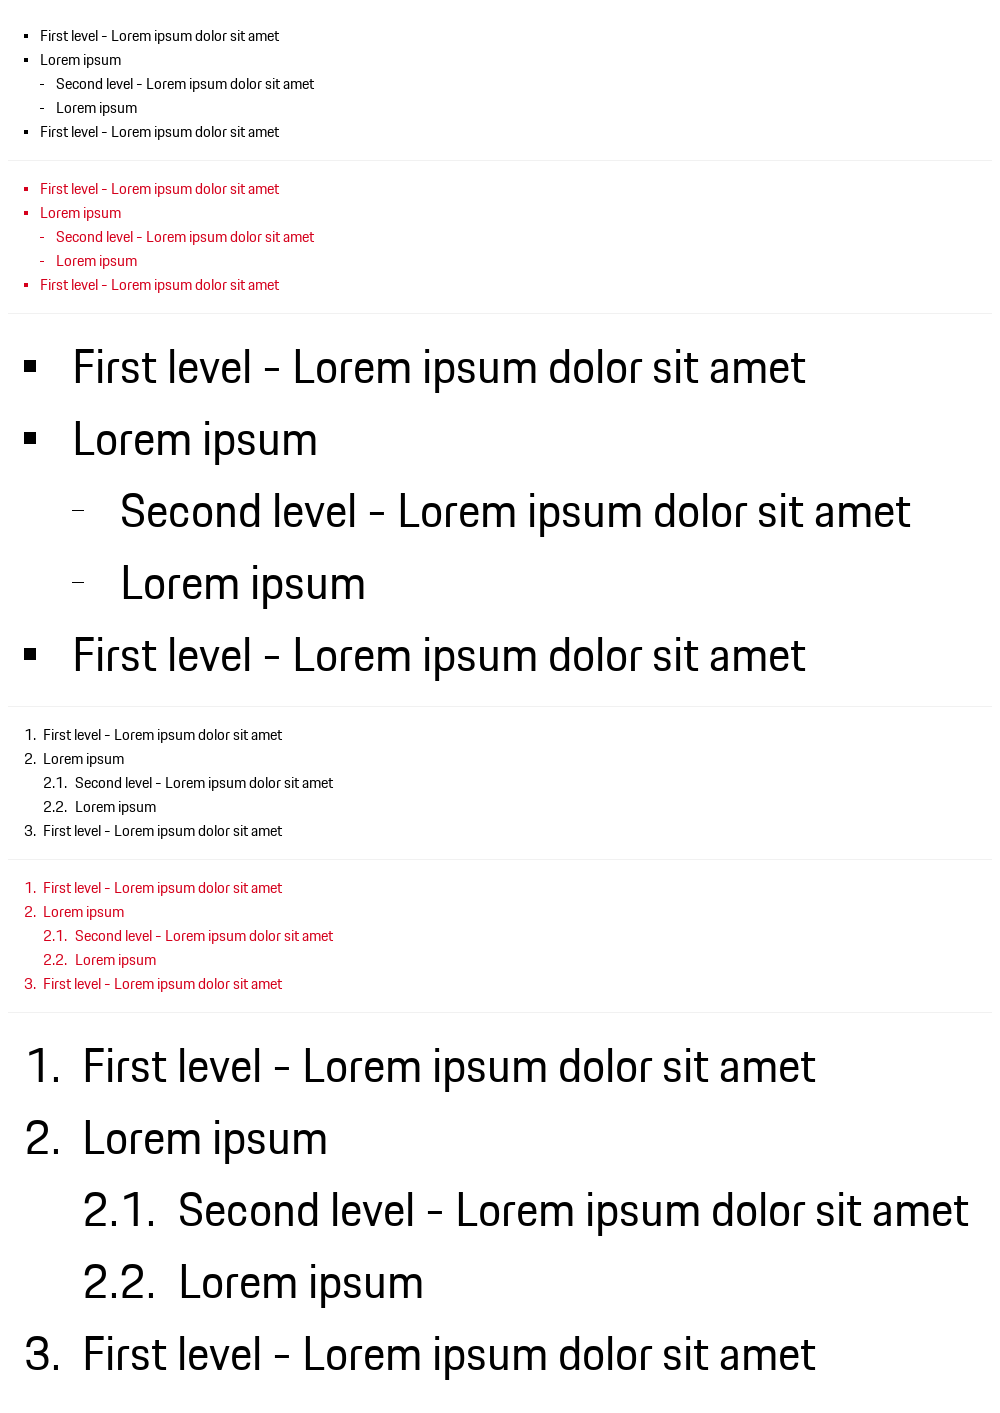 ▪ First level - Lorem ipsum dolor sit amet
▪ Lorem ipsum
- Second level - Lorem ipsum dolor sit amet
- Lorem ipsum
▪ First level - Lorem ipsum dolor sit amet
▪ First level - Lorem ipsum dolor sit amet
▪ Lorem ipsum
- Second level - Lorem ipsum dolor sit amet
- Lorem ipsum
▪ First level - Lorem ipsum dolor sit amet
▪ First level - Lorem ipsum dolor sit amet
▪ Lorem ipsum
– Second level - Lorem ipsum dolor sit amet
– Lorem ipsum
▪ First level - Lorem ipsum dolor sit amet
1. First level - Lorem ipsum dolor sit amet
2. Lorem ipsum
2.1. Second level - Lorem ipsum dolor sit amet
2.2. Lorem ipsum
3. First level - Lorem ipsum dolor sit amet
1. First level - Lorem ipsum dolor sit amet
2. Lorem ipsum
2.1. Second level - Lorem ipsum dolor sit amet
2.2. Lorem ipsum
3. First level - Lorem ipsum dolor sit amet
1. First level - Lorem ipsum dolor sit amet
2. Lorem ipsum
2.1. Second level - Lorem ipsum dolor sit amet
2.2. Lorem ipsum
3. First level - Lorem ipsum dolor sit amet